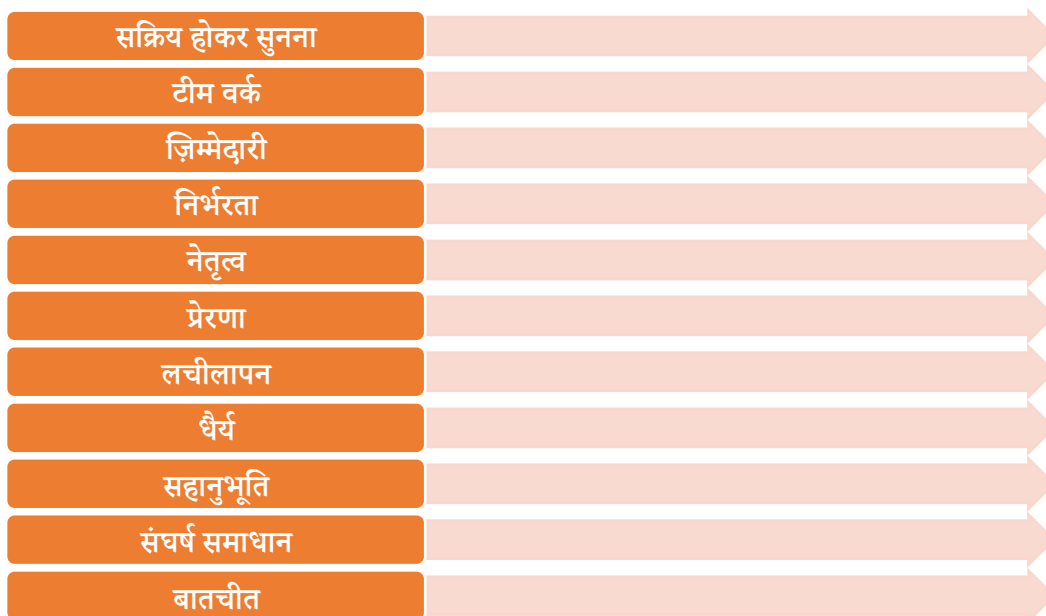 सक्रिय होकर सुनना
टीम वर्क
ज़िम्मेदारी
निर्भरता
नेतृत्व
प्रेरणा
लचीलापन
धैर्य
सहानुभूति
संघर्ष समाधान
बातचीत